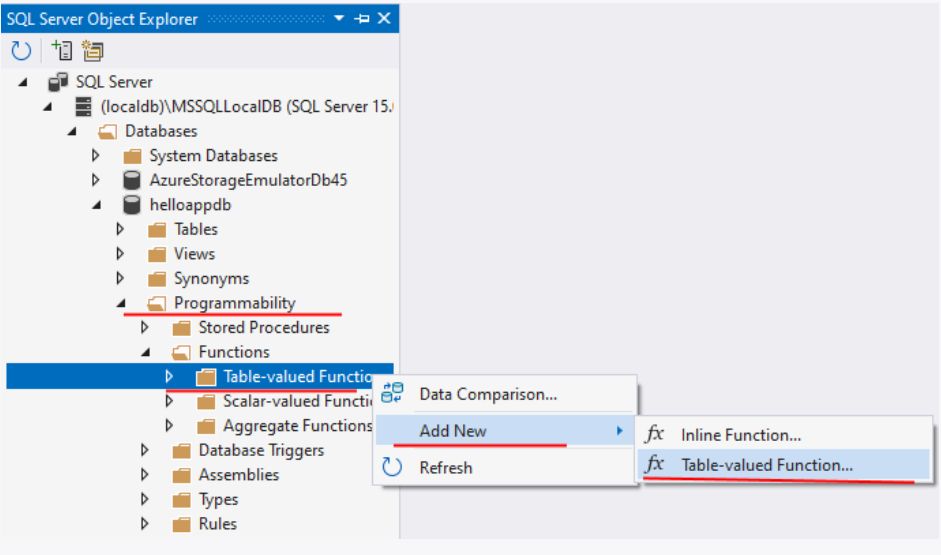 SQL Server Object Explorer
SQL Server
(localdb)\MSSQLLocalDB (SQL Server 15.
Databases
System Databases
AzureStorageEmulatorDb45
helloappdb
Tables
Views
Synonyms
Programmability
Stored Procedures
Functions
Table-valued Functio
Scalar-valued Functi
Aggregate Functions
Database Triggers
Assemblies
Types
Rules
Data Comparison...
Add New
Refresh
fx Inline Function...
fx Table-valued Function...